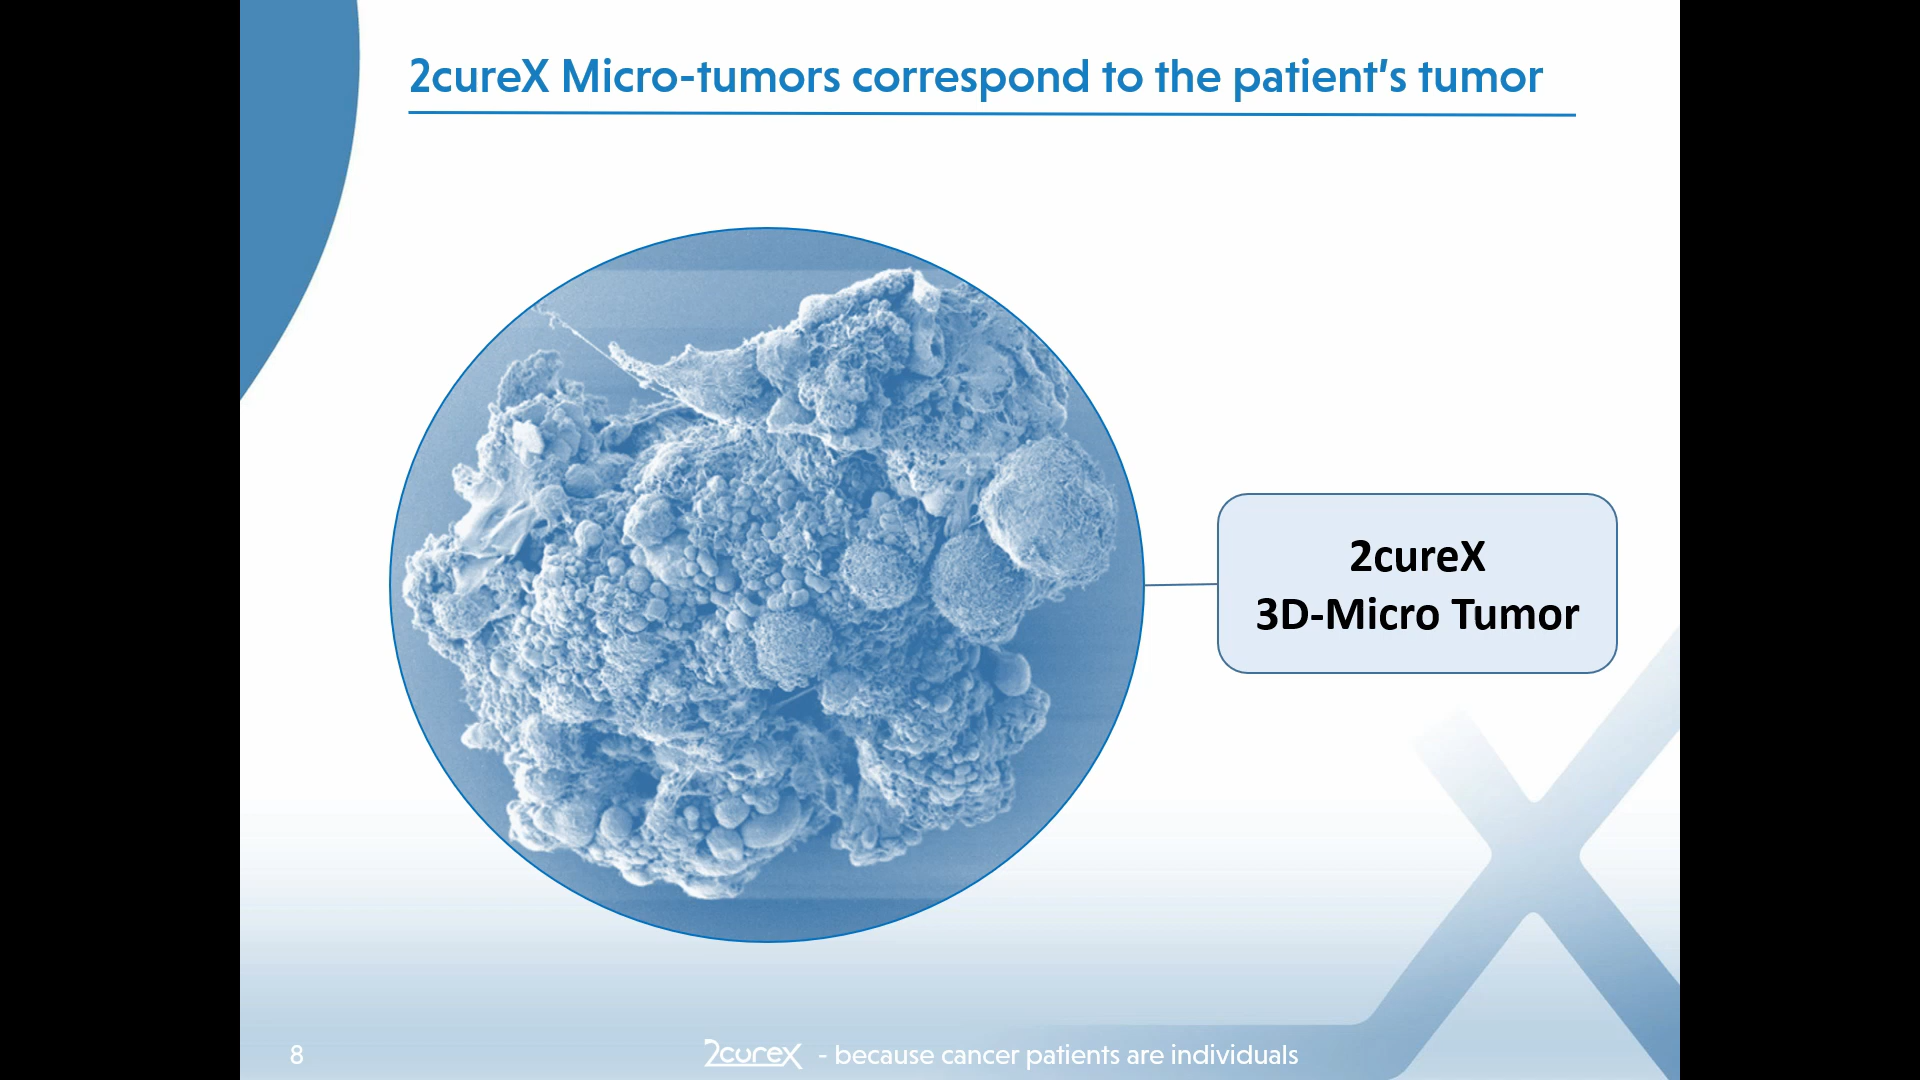 2cureX Micro-tumors correspond to the patient's tumor
2cureX
3D-Micro Tumor
8
2cureX - because cancer patients are individuals